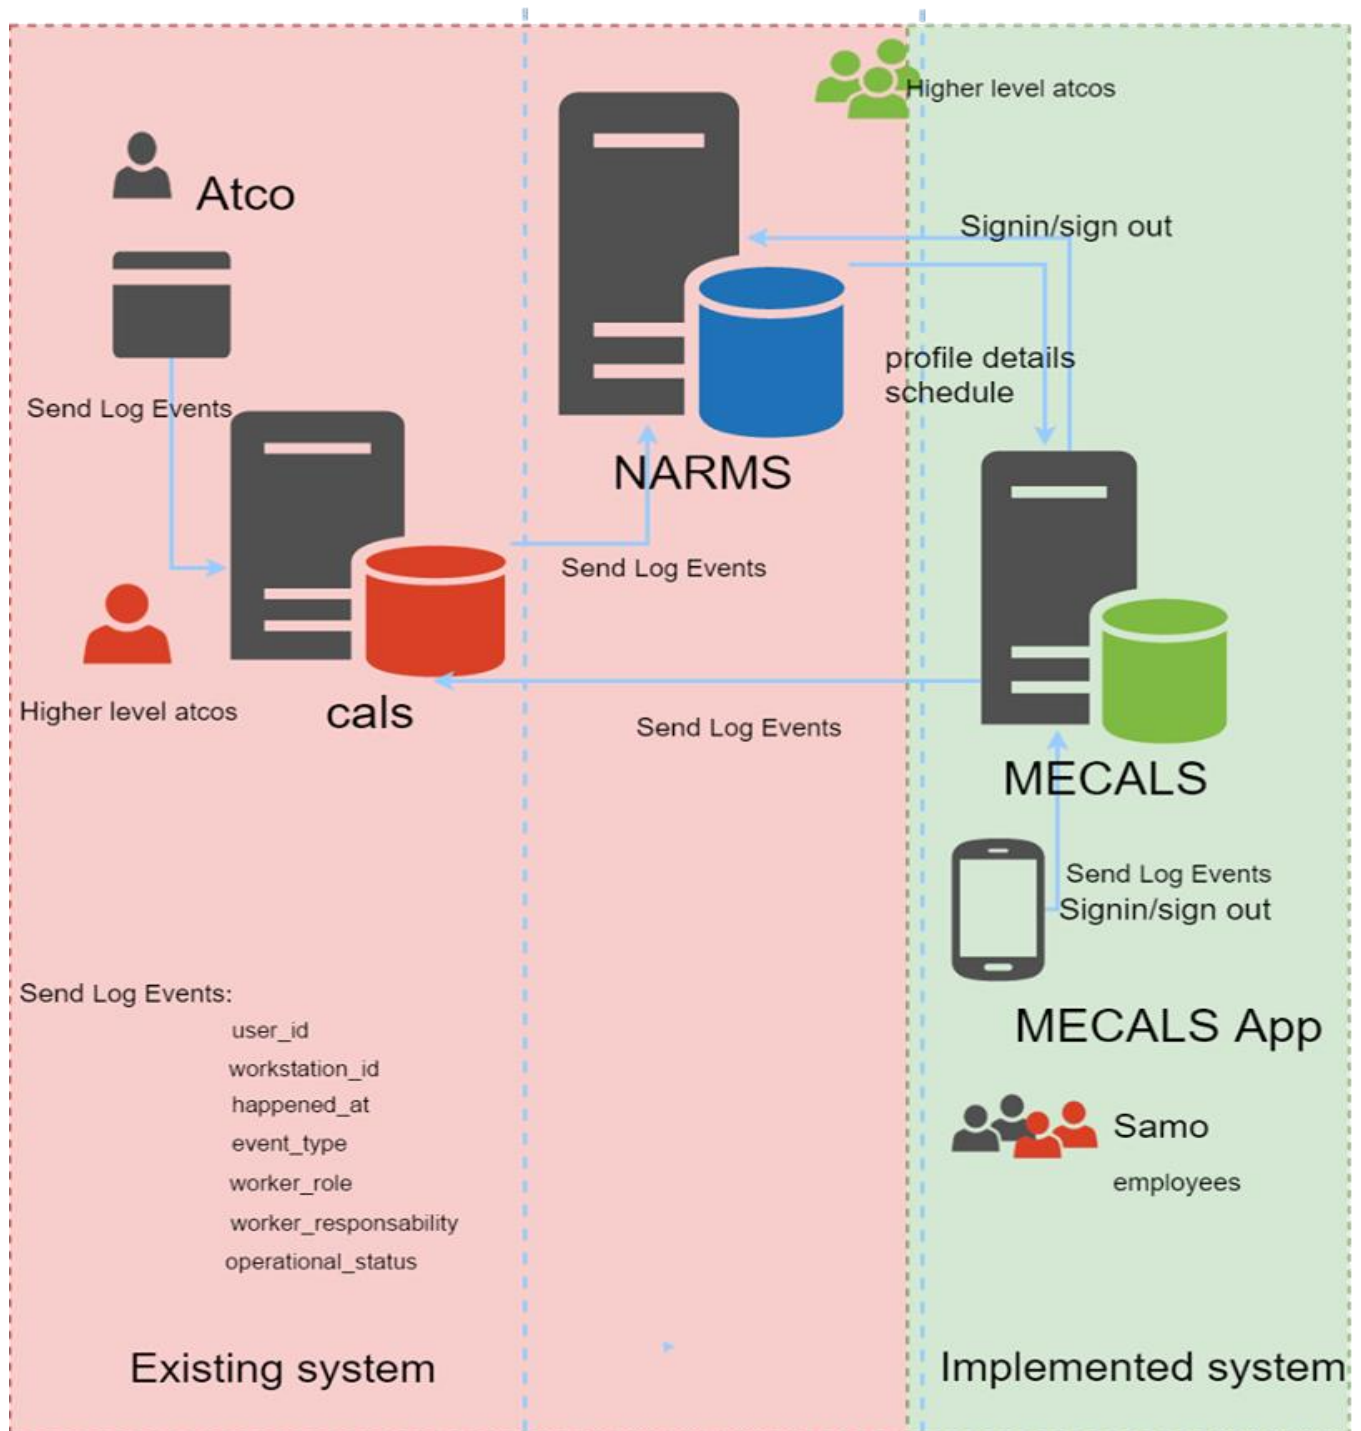 Higher level atcos
Atco
Signin/sign out
profile details
schedule
Send Log Events
NARMS
Send Log Events
Higher level atcos
cals
Send Log Events
MECALS
Send Log Events
Signin/sign out
MECALS App
Send Log Events:
user_id
workstation_id
happened_at
event_type
worker_role
worker_responsability
operational_status
Samo
employees
Existing system
Implemented system